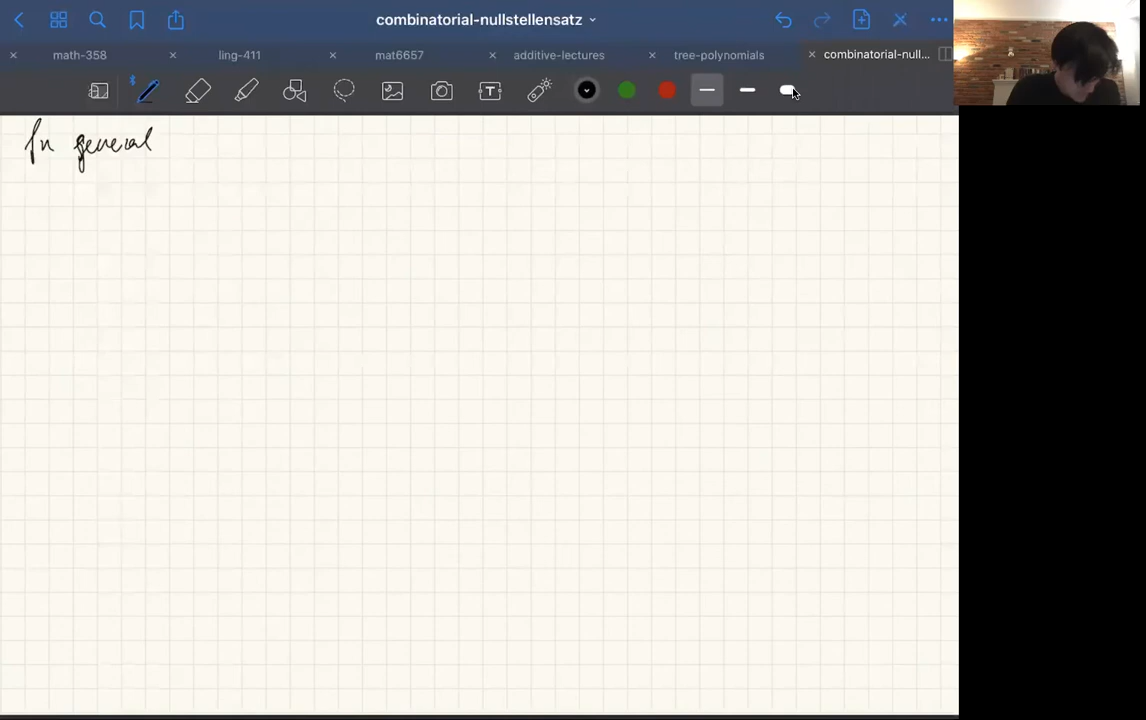 combinatorial-nullstellensatz
math-358
ling-411
mat6657
additive-lectures
tree-polynomials
combinatorial-null...
T
In general